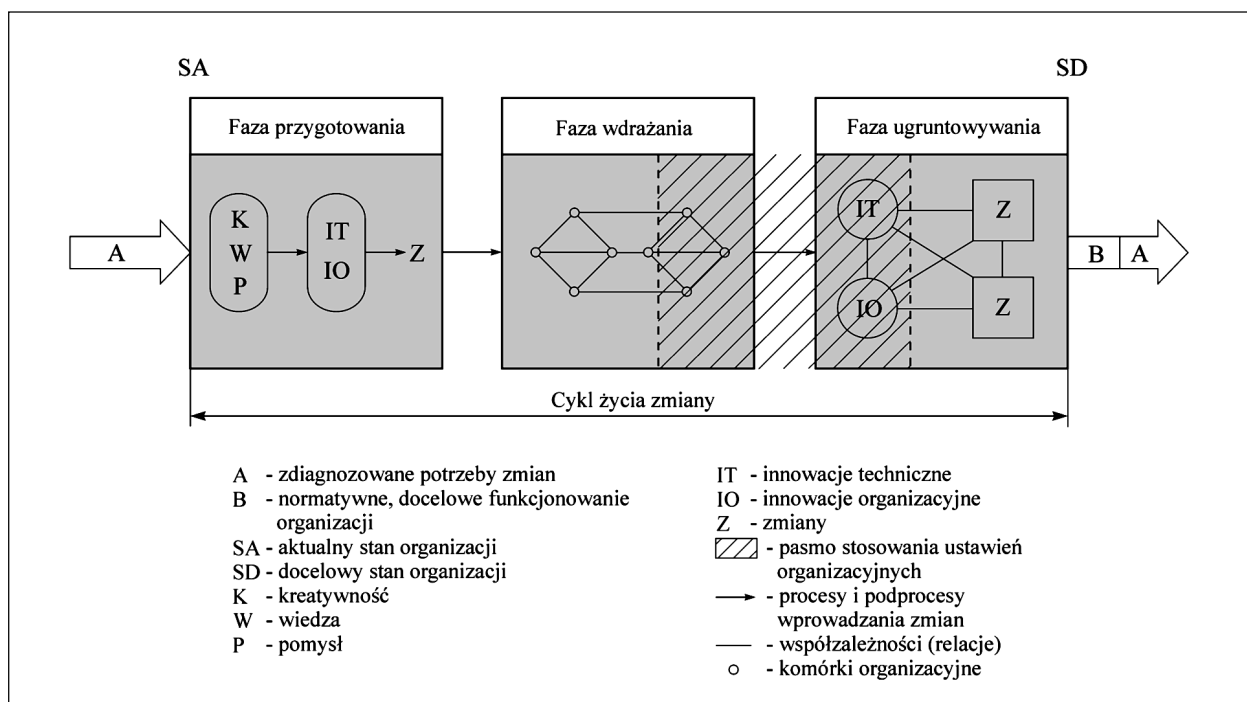 SA
SD
Faza przygotowania
Faza wdrażania
Faza ugruntowywania
A
K
W
P
IT
IO
Z
IT
IO
Z
Z
B
A
Cykl życia zmiany
A - zdiagnozowane potrzeby zmian
B - normatywne, docelowe funkcjonowanie
organizacji
SA - aktualny stan organizacji
SD - docelowy stan organizacji
K - kreatywność
W - wiedza
P - pomysł
IT - innowacje techniczne
IO - innowacje organizacyjne
Z - zmiany
- pasmo stosowania ustawień
organizacyjnych
- procesy i podprocesy
wprowadzania zmian
- współzależności (relacje)
- komórki organizacyjne